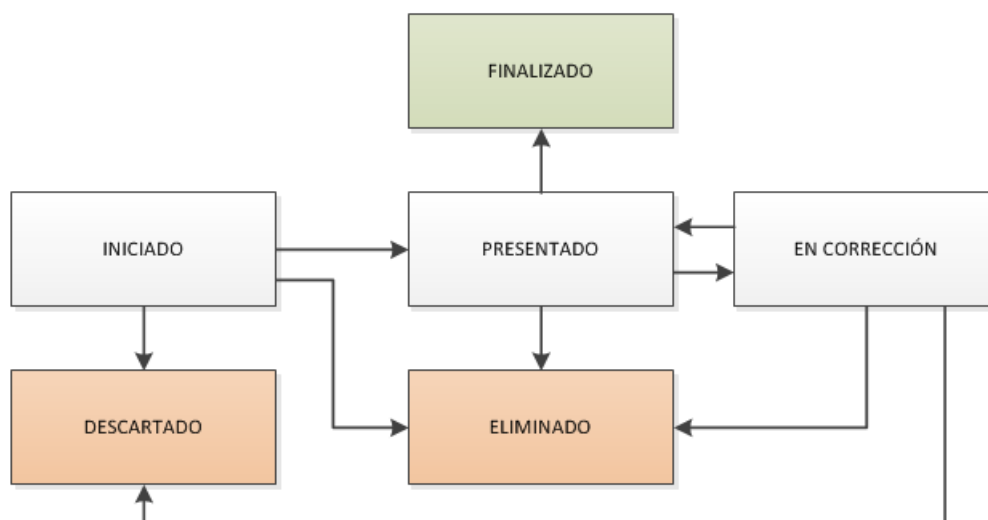 FINALIZADO
INICIADO
PRESENTADO
EN CORRECCIÓN
DESCARTADO
ELIMINADO